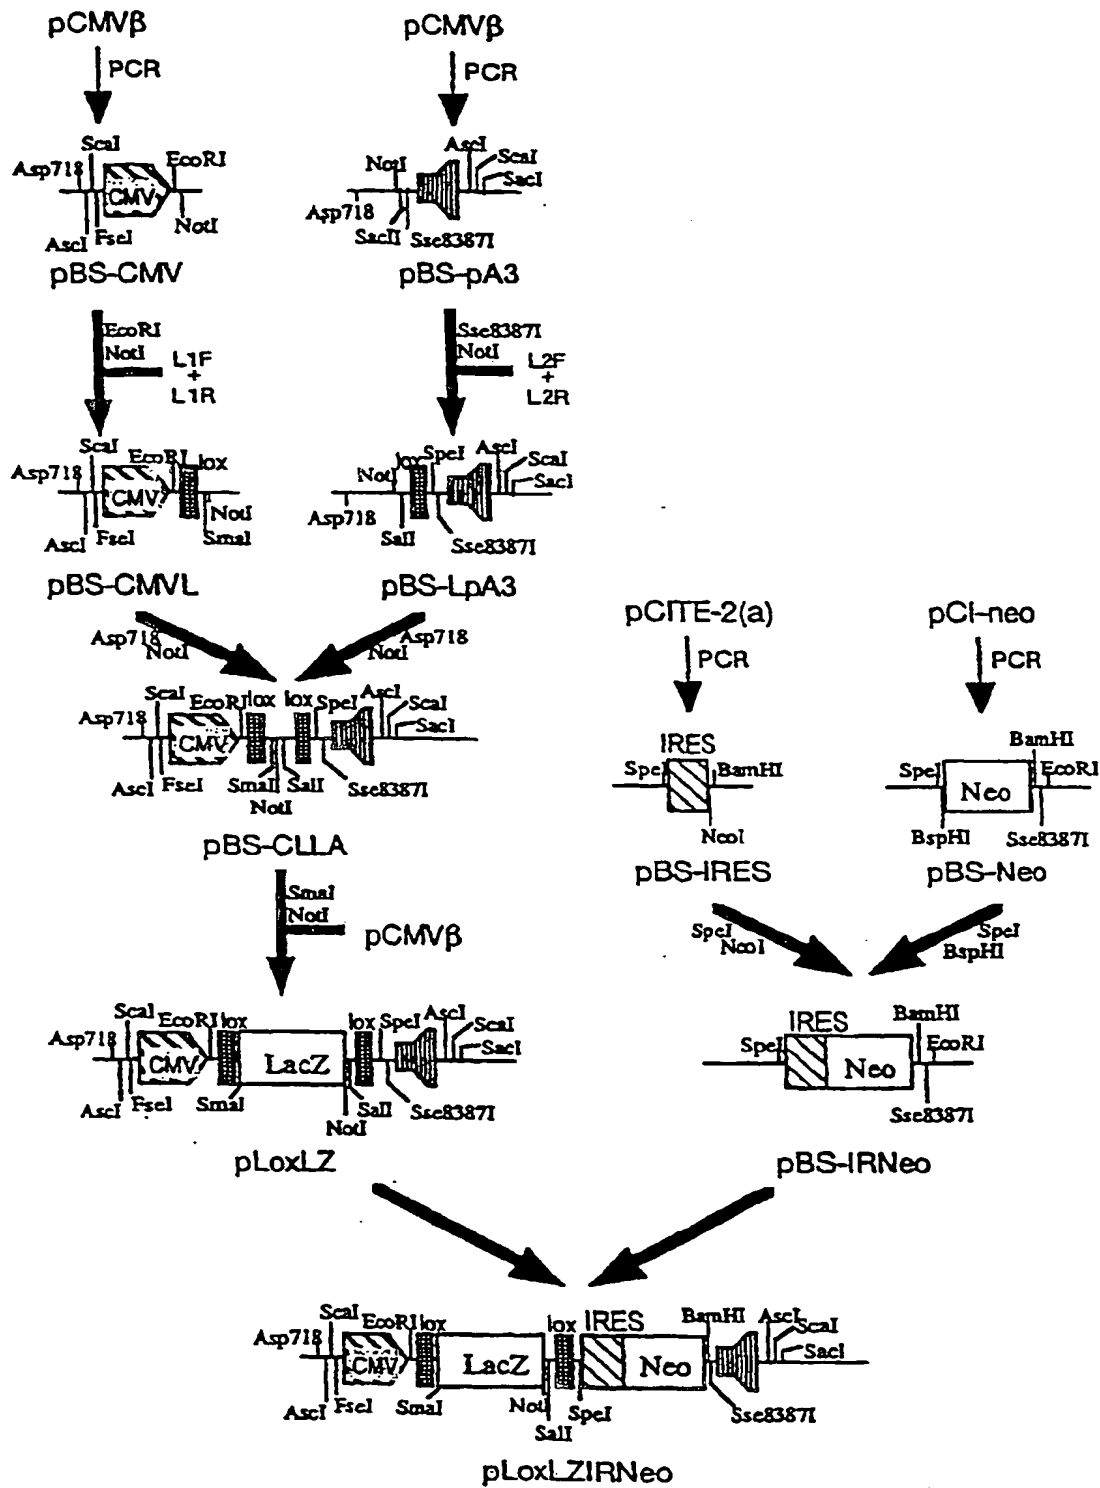 pCMVβ
pCMVβ
PCR
PCR
ScaI
EcoRI
Asp718
CMV
AscI
FseI
NotI
pBS-CMV
NotI
AscI
ScaI
SacI
Asp718
SacII
Sse8387I
pBS-pA3
EcoRI
NotI
L1F
+
L1R
Sse8387I
NotI
L2F
+
L2R
ScaI
EcoRI
lox
Asp718
CMV
AscI
FseI
NotI
SmaI
pBS-CMVL
NotI
lox
SpeI
AscI
ScaI
SacI
Asp718
SalI
Sse8387I
pBS-LpA3
Asp718
NotI
Asp718
NotI
ScaI
EcoRI
lox
lox
SpeI
AscI
ScaI
SacI
Asp718
CMV
AscI
FseI
SmaI
NotI
SalI
Sse8387I
pBS-CLLA
SmaI
NotI
pCMVβ
pCITE-2(a)
pCI-neo
PCR
PCR
IRES
SpeI
BamHI
NcoI
pBS-IRES
BamHI
SpeI
EcoRI
Neo
BspHI
Sse8387I
pBS-Neo
SpeI
NcoI
SpeI
BspHI
ScaI
EcoRI
lox
lox
SpeI
AscI
ScaI
SacI
Asp718
CMV
LacZ
AscI
FseI
SmaI
SalI
NotI
Sse8387I
pLoxLZ
IRES
BamHI
SpeI
EcoRI
Neo
Sse8387I
pBS-IRNeo
ScaI
EcoRI
lox
lox
IRES
BamHI
AscI
ScaI
SacI
Asp718
CMV
LacZ
Neo
AscI
FseI
SmaI
NotI
SalI
SpeI
Sse8387I
pLoxLZIRNeo